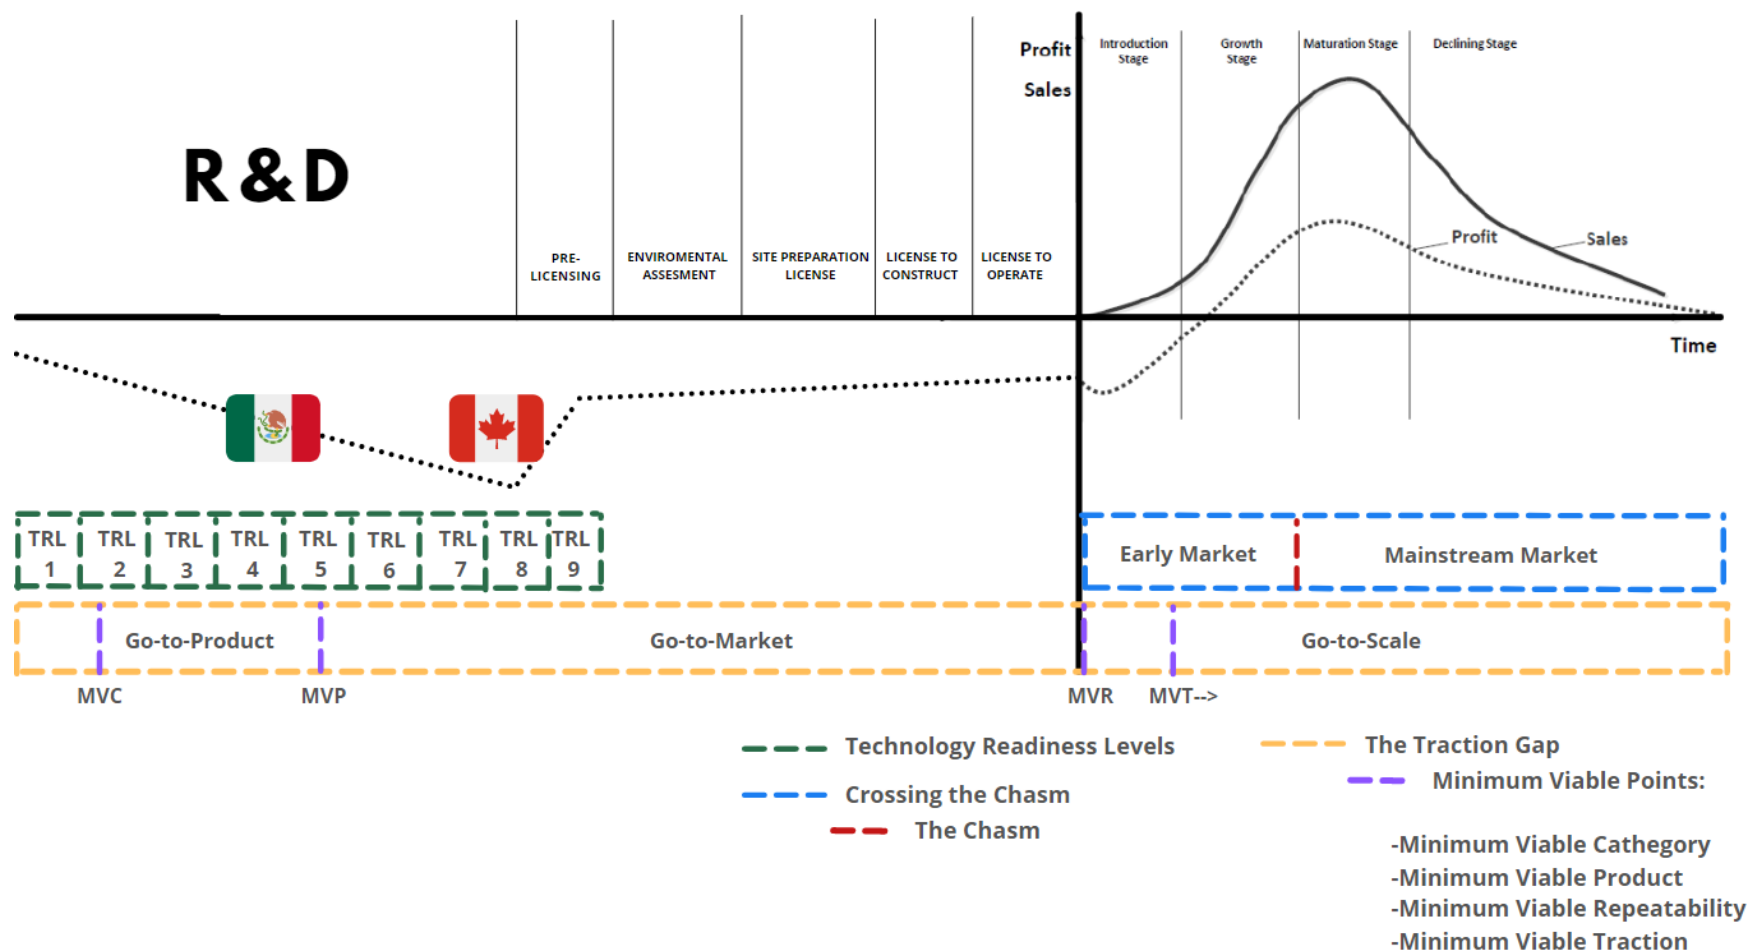 Profit
Sales
Introduction
Stage
Growth
Stage
Maturation Stage
Declining Stage
R & D
PRE-
LICENSING
ENVIROMENTAL
ASSESMENT
SITE PREPARATION
LICENSE
LICENSE TO
CONSTRUCT
LICENSE TO
OPERATE
Profit
Sales
Time
TRL
1
TRL
2
TRL
3
TRL
4
TRL
5
TRL
6
TRL
7
TRL
8
TRL
9
Early Market
Mainstream Market
Go-to-Product
Go-to-Market
Go-to-Scale
MVC
MVP
MVR
MVT-->
Technology Readiness Levels
Crossing the Chasm
The Chasm
The Traction Gap
Minimum Viable Points:
-Minimum Viable Cathegory
-Minimum Viable Product
-Minimum Viable Repeatability
-Minimum Viable Traction